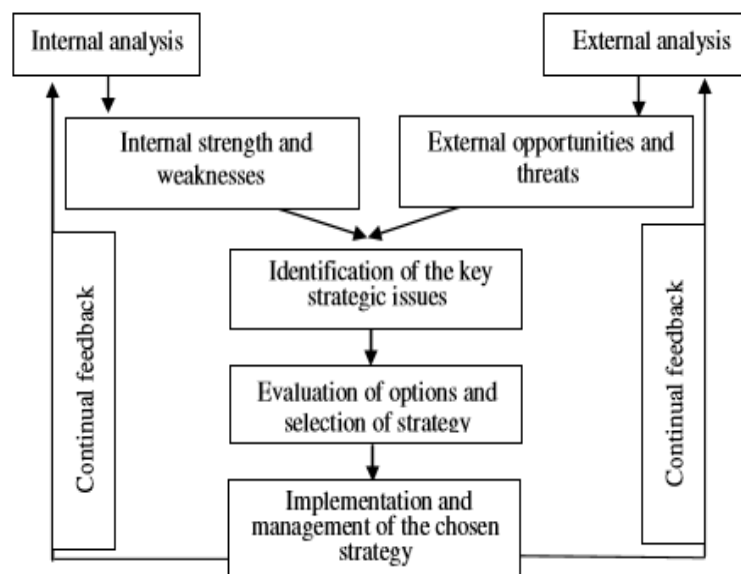 Internal analysis
External analysis
Internal strength and
weaknesses
External opportunities and
threats
Identification of the key
strategic issues
Evaluation of options and
selection of strategy
Implementation and
management of the chosen
strategy
Continual feedback
Continual feedback